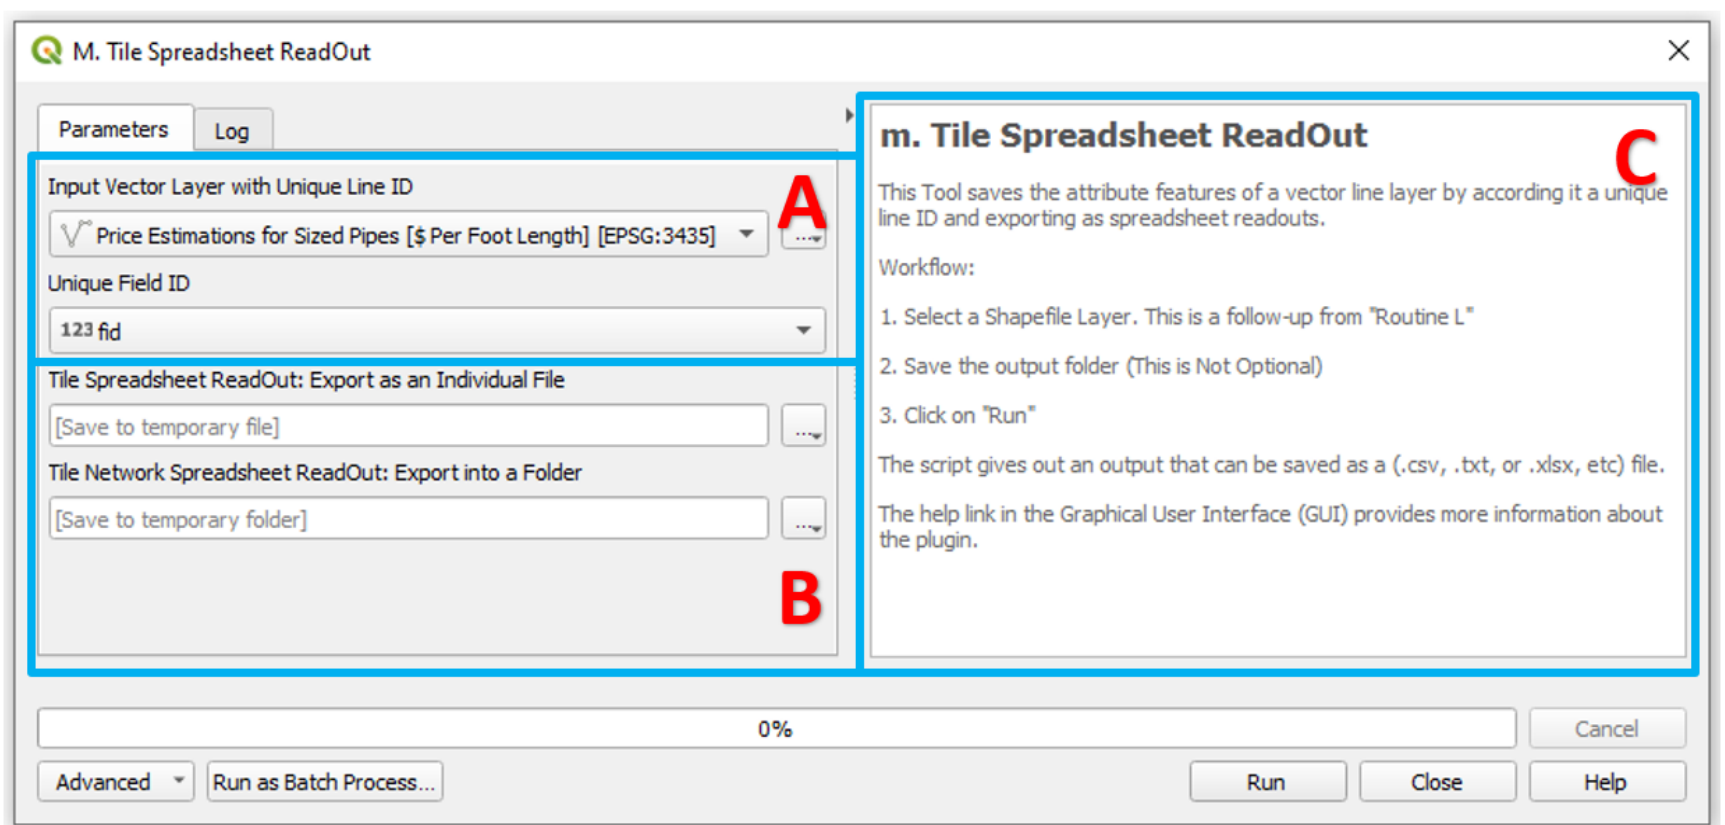 M. Tile Spreadsheet ReadOut
Parameters
Log
Input Vector Layer with Unique Line ID
A
Price Estimations for Sized Pipes [$ Per Foot Length] [EPSG:3435]
...
Unique Field ID
123 fid
Tile Spreadsheet ReadOut: Export as an Individual File
[Save to temporary file]
...
Tile Network Spreadsheet ReadOut: Export into a Folder
[Save to temporary folder]
...
B
m. Tile Spreadsheet ReadOut
C
This Tool saves the attribute features of a vector line layer by according it a unique
line ID and exporting as spreadsheet readouts.
Workflow:
1. Select a Shapefile Layer. This is a follow-up from "Routine L"
2. Save the output folder (This is Not Optional)
3. Click on "Run"
The script gives out an output that can be saved as a (.csv, .txt, or .xlsx, etc) file.
The help link in the Graphical User Interface (GUI) provides more information about
the plugin.
0%
Cancel
Advanced
Run as Batch Process...
Run
Close
Help